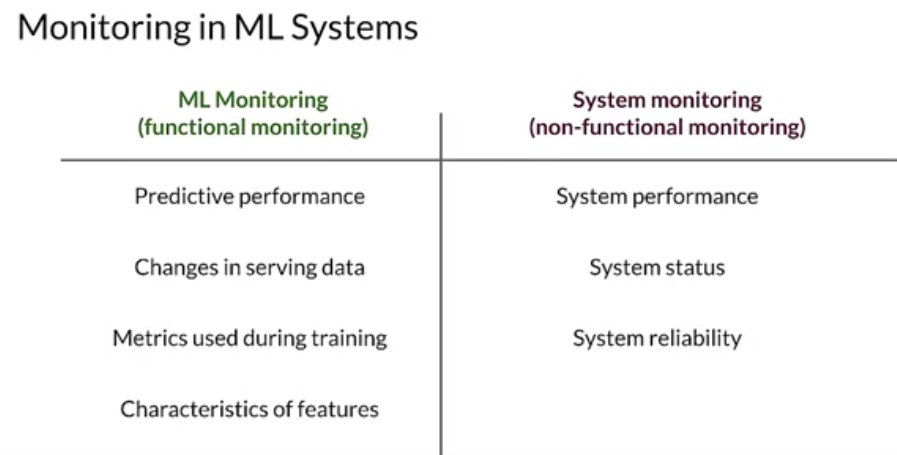 Monitoring in ML Systems
ML Monitoring
(functional monitoring)
System monitoring
(non-functional monitoring)
Predictive performance
System performance
Changes in serving data
System status
Metrics used during training
System reliability
Characteristics of features